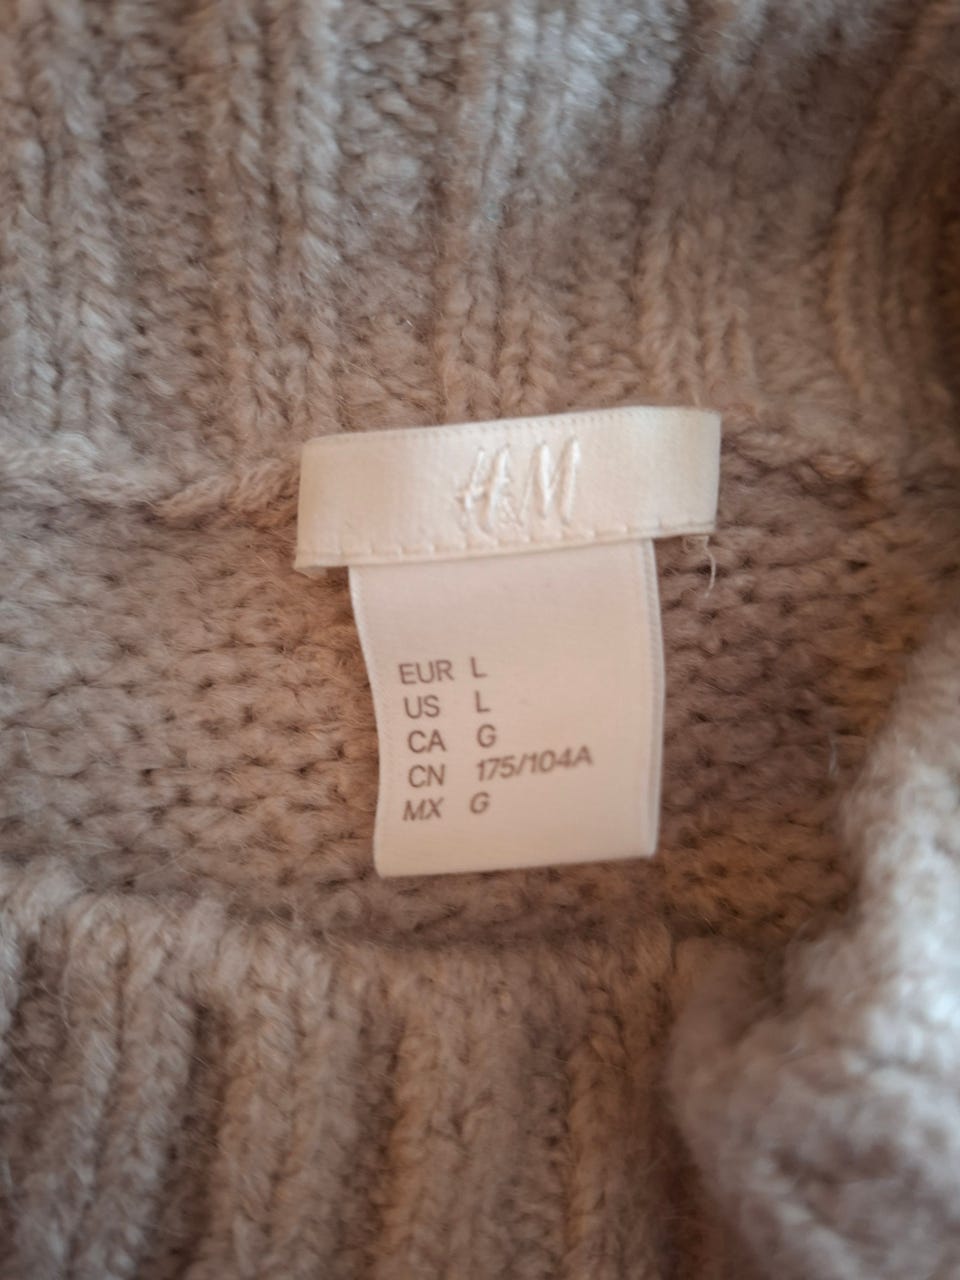 H&M
EUR L
US L
CA G
CN 175/104A
MX G